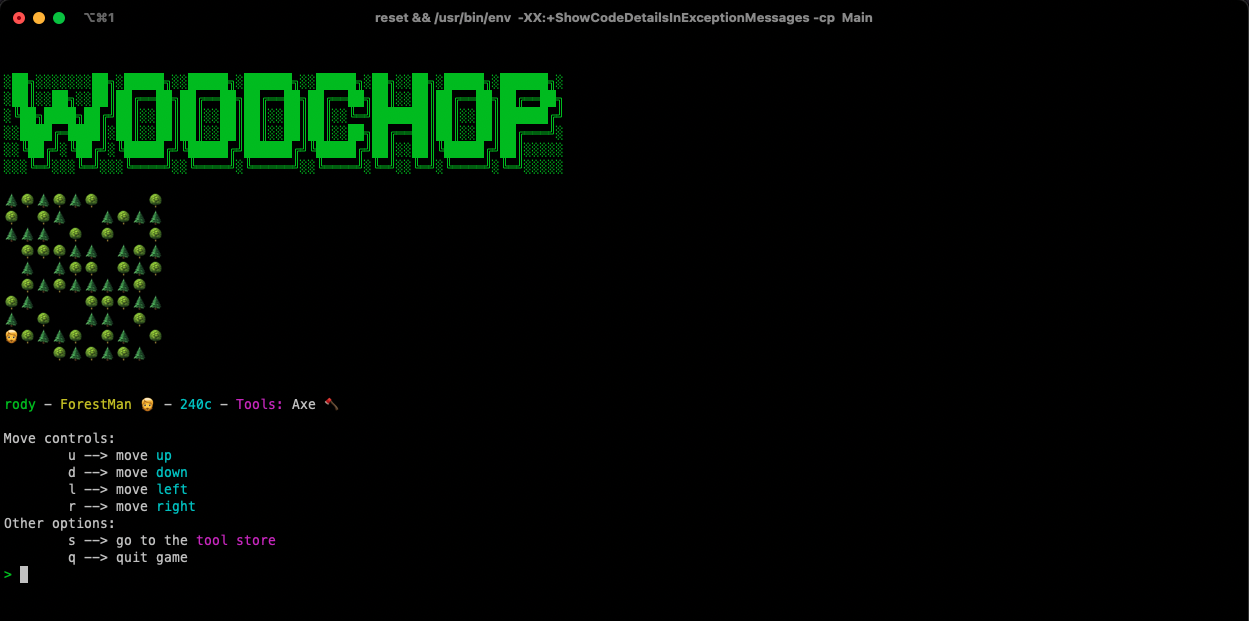 ⌥⌘1
reset && /usr/bin/env -XX:+ShowCodeDetailsInExceptionMessages -cp Main
WOODCHOP
rody - ForestMan - 240c - Tools: Axe
Move controls:
u --> move up
d --> move down
l --> move left
r --> move right
Other options:
s --> go to the tool store
q --> quit game
>